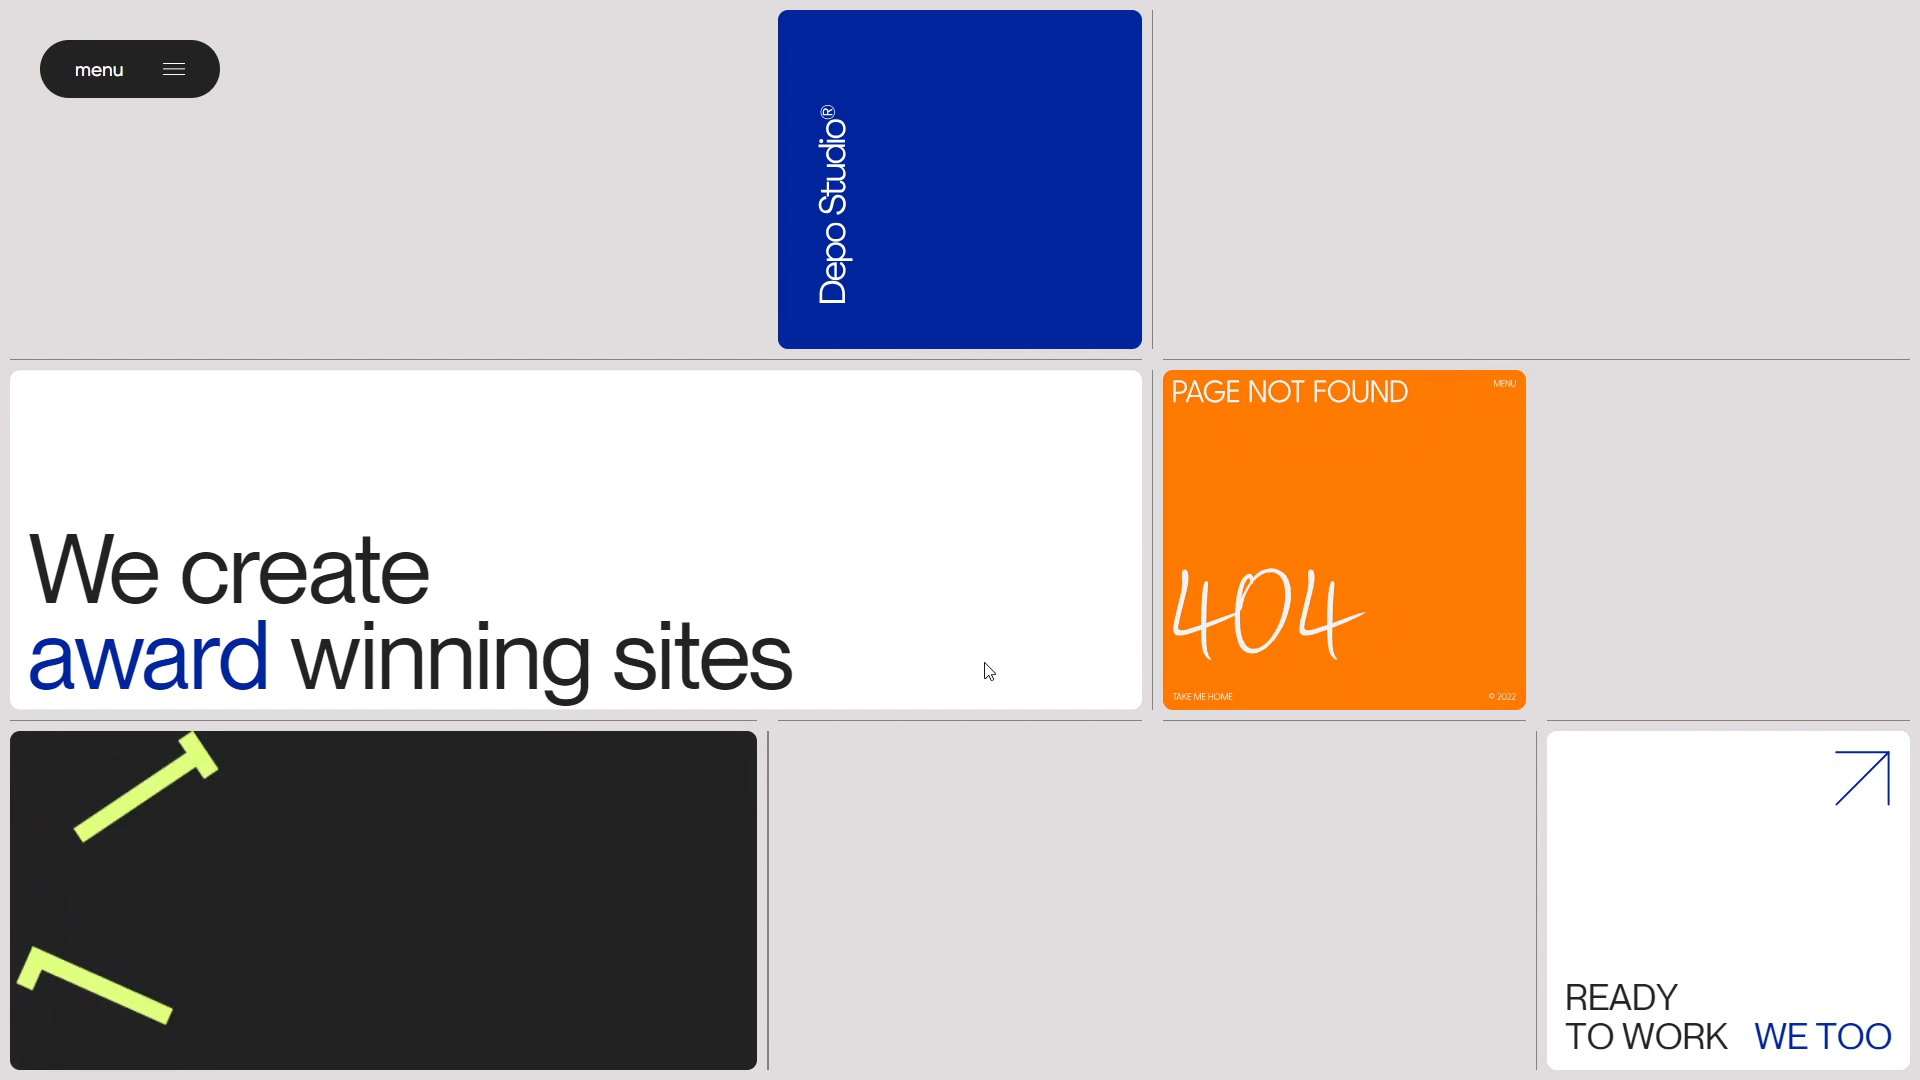 menu
Depo Studio®
We create
award winning sites
PAGE NOT FOUND
MENU
404
TAKE ME HOME
© 2022
READY
TO WORK WE TOO